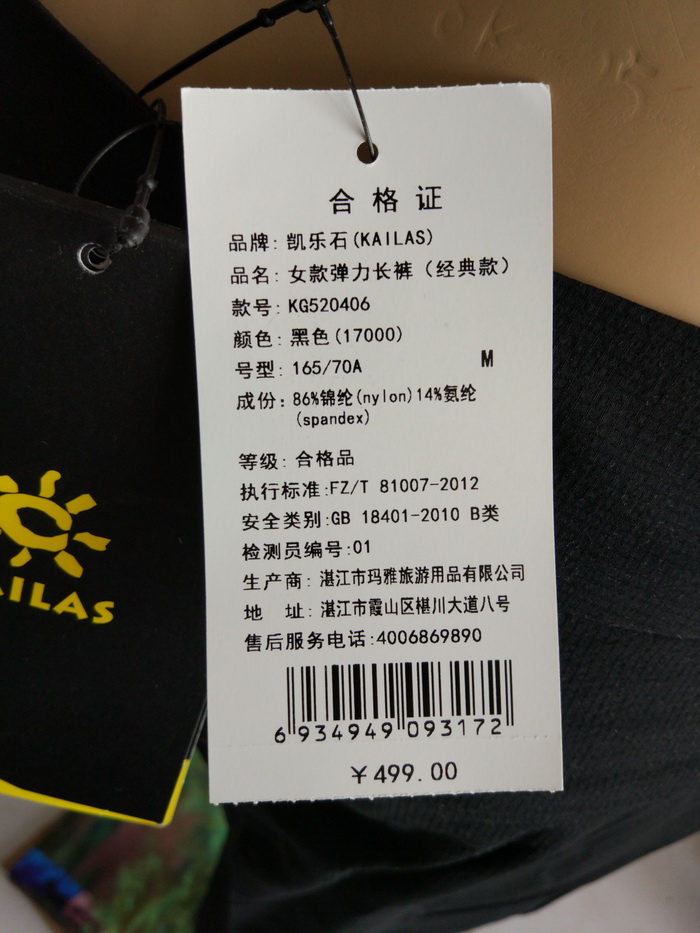 合格证
品牌: 凯乐石(KAILAS)
品名: 女款弹力长裤（经典款）
款号: KG520406
颜色: 黑色(17000)
号型: 165/70A M
成份: 86%锦纶(nylon)14%氨纶
(spandex)
等级: 合格品
执行标准:FZ/T 81007-2012
安全类别:GB 18401-2010 B类
检测员编号:01
生产商: 湛江市玛雅旅游用品有限公司
地 址: 湛江市霞山区椹川大道八号
售后服务电话:4006869890
6 934949 093172
￥499.00
AILAS